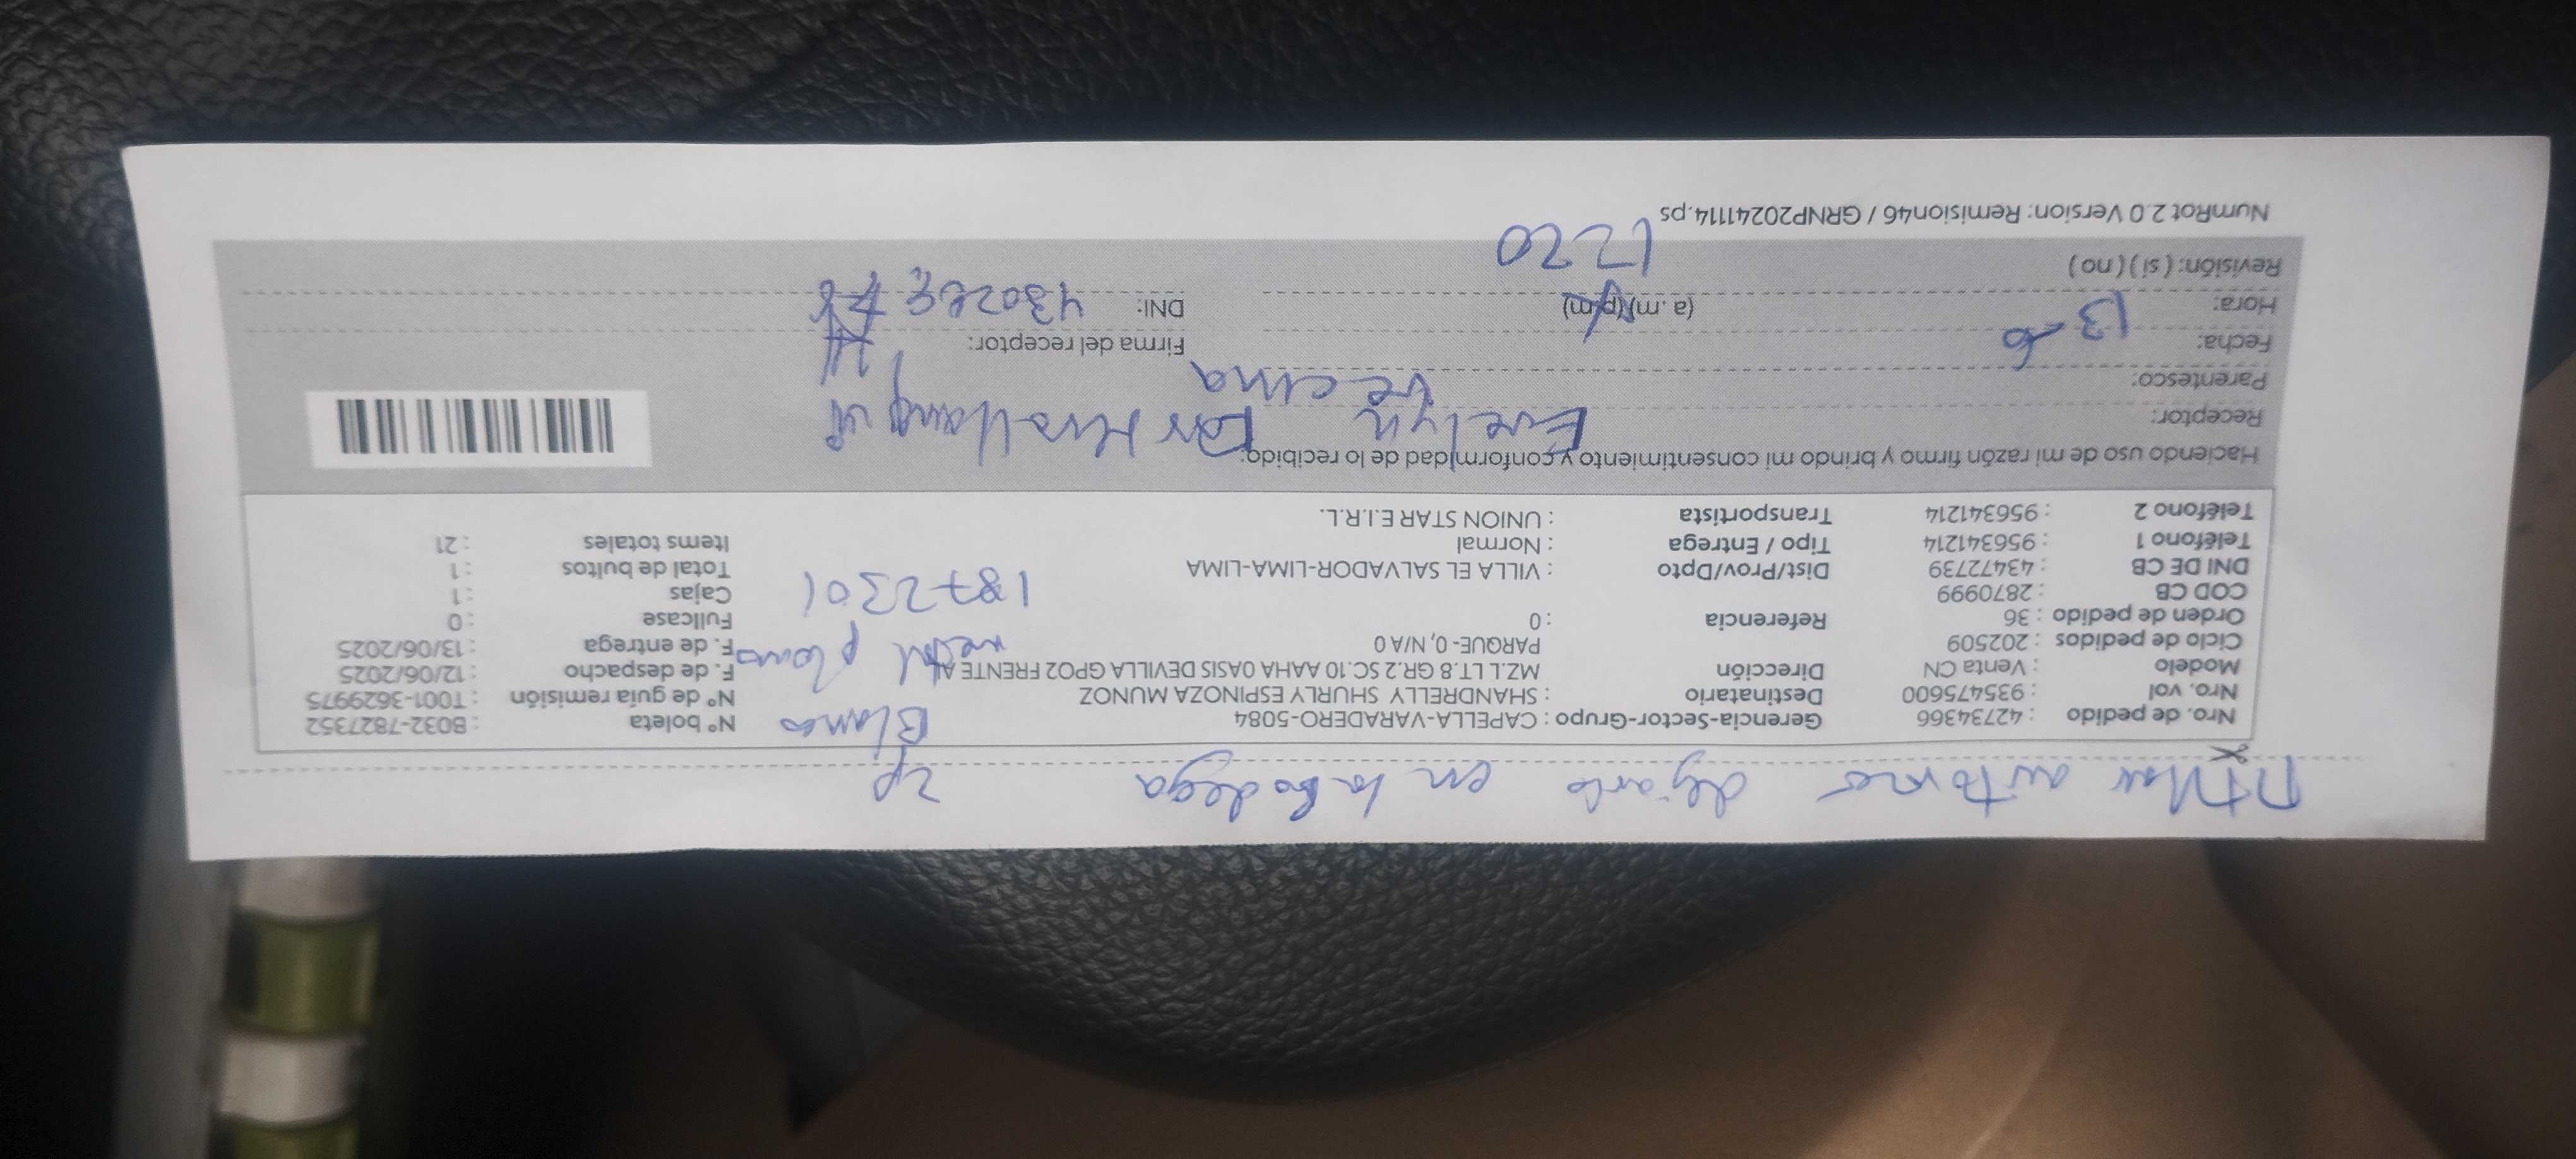 autorizo dejarlo en la bodega 2p
Blanco
metal plomo
1872301
Nro. de pedido : 42734366
Nro. vol : 935475600
Modelo : Venta CN
Ciclo de pedidos : 202509
Orden de pedido : 36
COD CB : 2870999
DNI DE CB : 43472739
Teléfono 1 : 956341214
Teléfono 2 : 956341214
Gerencia-Sector-Grupo : CAPELLA-VARADERO-5084
Destinatario : SHANDRELLY SHURLY ESPINOZA MUNOZ
Dirección MZ.L LT.8 GR.2 SC.10 AAHA OASIS DEVILLA GPO2 FRENTE AL
PARQUE- 0, N/A 0
Referencia : 0
Dist/Prov/Dpto : VILLA EL SALVADOR-LIMA-LIMA
Tipo / Entrega : Normal
Transportista : UNION STAR E.I.R.L.
N° boleta : B032-7827352
N° de guía remisión : T001-3629975
F. de despacho : 12/06/2025
F. de entrega : 13/06/2025
Fullcase : 0
Cajas : 1
Total de bultos : 1
Items totales : 21
Haciendo uso de mi razón firmo y brindo mi consentimiento y conformidad de lo recibido:
Receptor: Evelyn
Parentesco: vecina
Fecha: 13-6
Firma del receptor:
Hora: (a. m) (p.m) 1220
DNI:
Revisión: ( si ) ( no )
NumRot 2.0 Version: Remision46 / GRNP20241114.ps